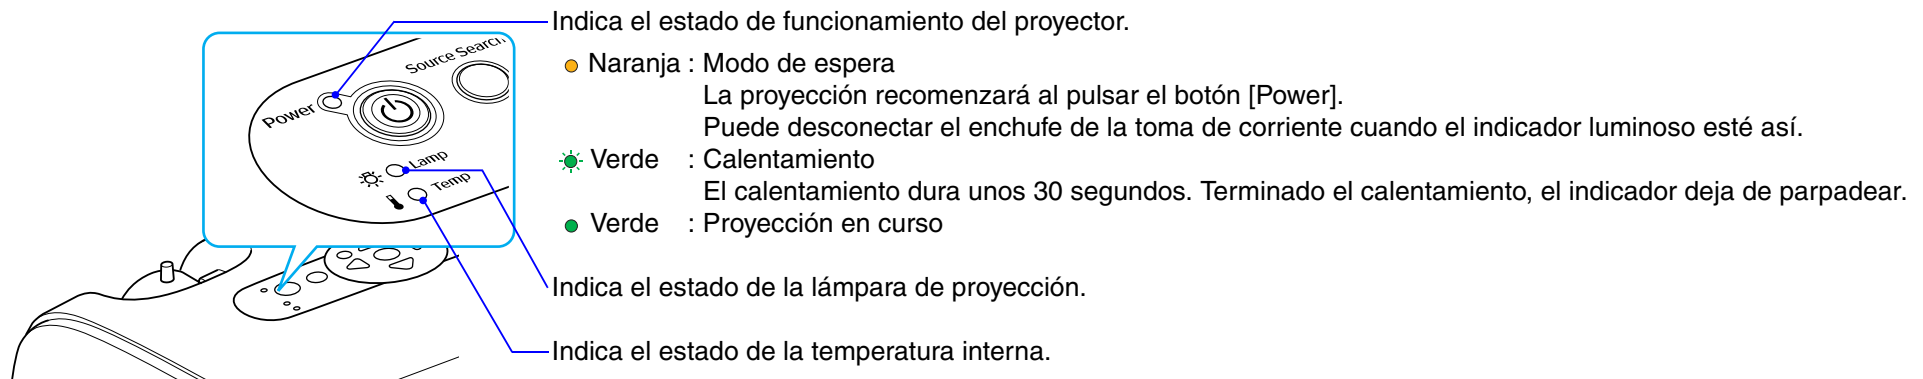 Indica el estado de funcionamiento del proyector.
Source Search
Power
Lamp
Temp
Naranja : Modo de espera
La proyección recomenzará al pulsar el botón [Power].
Puede desconectar el enchufe de la toma de corriente cuando el indicador luminoso esté así.
Verde : Calentamiento
El calentamiento dura unos 30 segundos. Terminado el calentamiento, el indicador deja de parpadear.
Verde : Proyección en curso
Indica el estado de la lámpara de proyección.
Indica el estado de la temperatura interna.